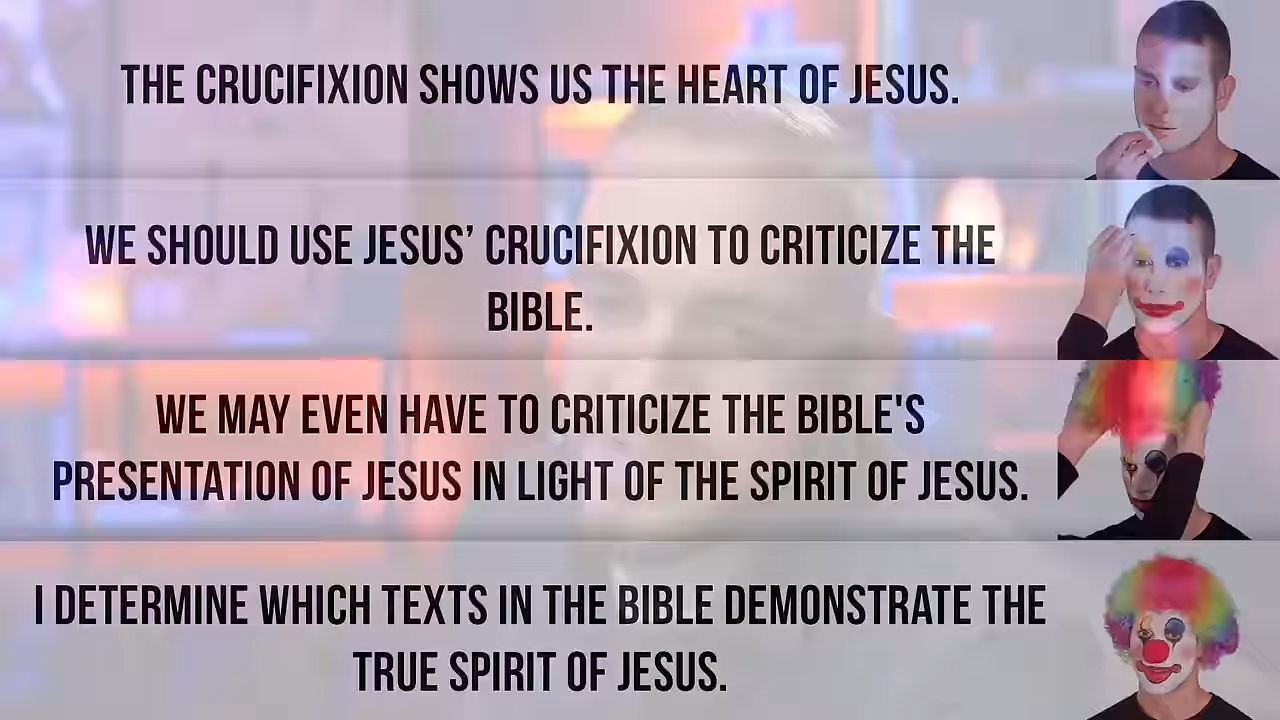 THE CRUCIFIXION SHOWS US THE HEART OF JESUS.
WE SHOULD USE JESUS’ CRUCIFIXION TO CRITICIZE THE
BIBLE.
WE MAY EVEN HAVE TO CRITICIZE THE BIBLE'S
PRESENTATION OF JESUS IN LIGHT OF THE SPIRIT OF JESUS.
I DETERMINE WHICH TEXTS IN THE BIBLE DEMONSTRATE THE
TRUE SPIRIT OF JESUS.